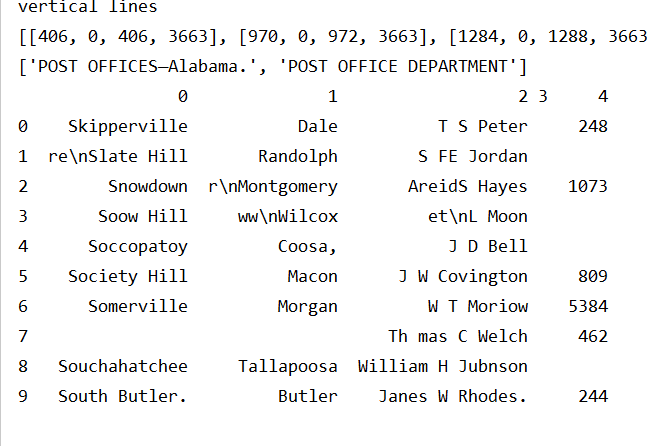 vertical lines
[[406, 0, 406, 3663], [970, 0, 972, 3663], [1284, 0, 1288, 3663
['POST OFFICES—Alabama.', 'POST OFFICE DEPARTMENT']
0 1 2 3 4
0 Skipperville Dale T S Peter 248
1 re\nSlate Hill Randolph S FE Jordan
2 Snowdown r\nMontgomery AreidS Hayes 1073
3 Soow Hill ww\nWilcox et\nL Moon
4 Soccopatoy Coosa, J D Bell
5 Society Hill Macon J W Covington 809
6 Somerville Morgan W T Moriow 5384
7 Th mas C Welch 462
8 Souchahatchee Tallapoosa William H Jubnson
9 South Butler. Butler Janes W Rhodes. 244